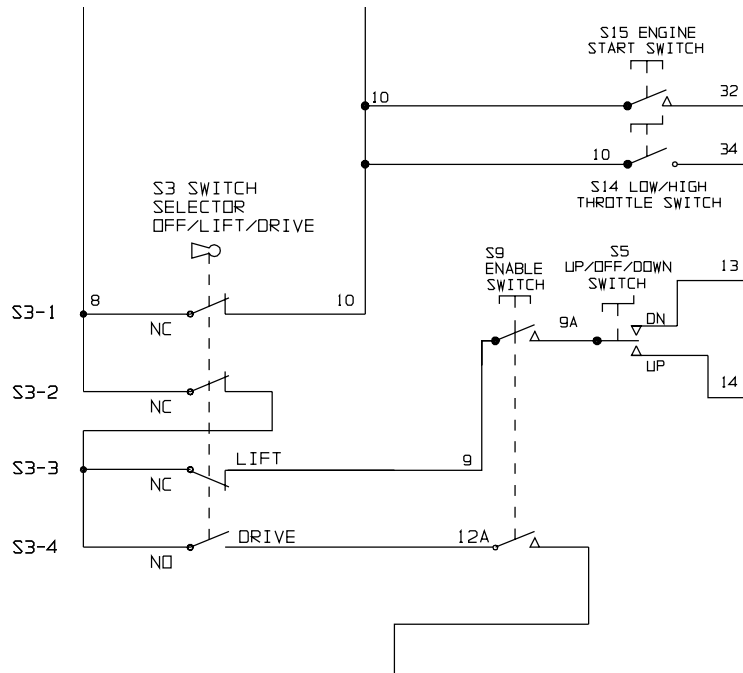 S15 ENGINE
START SWITCH
10
32
10
34
S14 LOW/HIGH
THROTTLE SWITCH
S3 SWITCH
SELECTOR
OFF/LIFT/DRIVE
S9
ENABLE
SWITCH
S5
UP/OFF/DOWN
SWITCH
13
S3-1
8
10
NC
9A
DN
UP
14
S3-2
NC
S3-3
LIFT
9
NC
S3-4
DRIVE
12A
NO